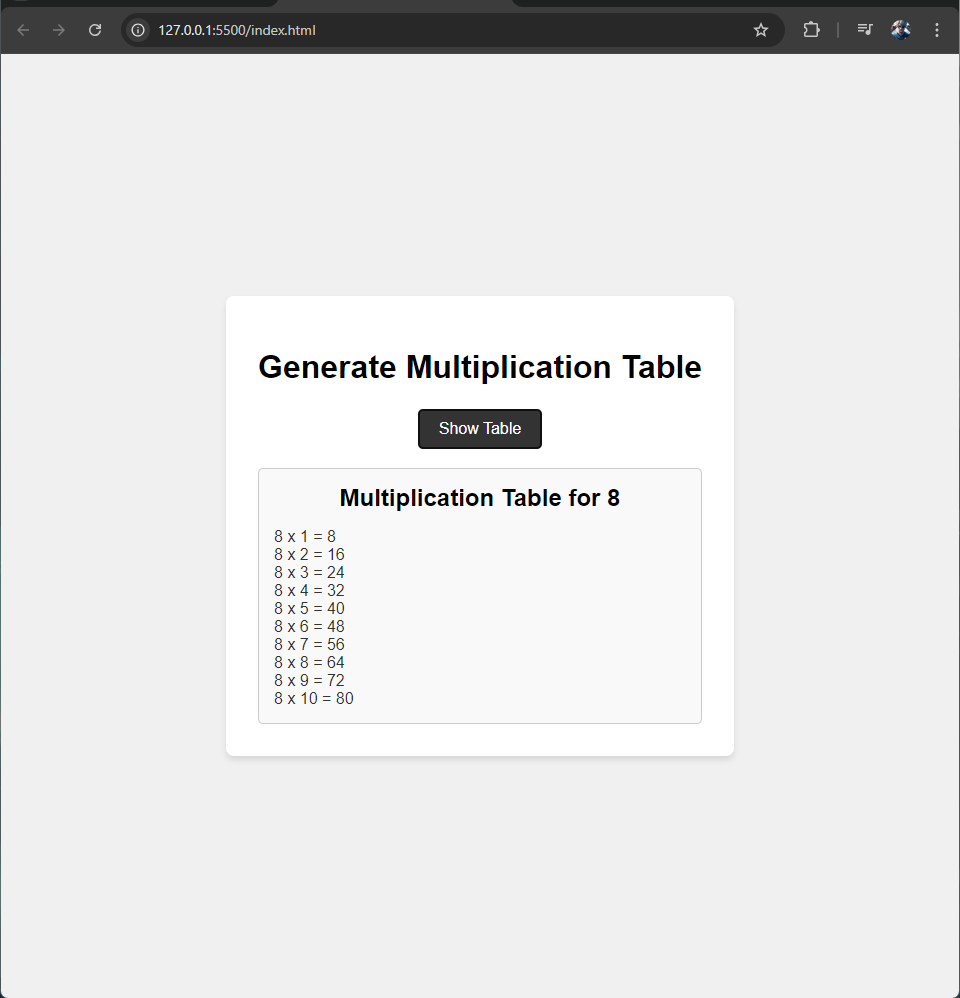 127.0.0.1:5500/index.html
Generate Multiplication Table
Show Table
Multiplication Table for 8
8 x 1 = 8
8 x 2 = 16
8 x 3 = 24
8 x 4 = 32
8 x 5 = 40
8 x 6 = 48
8 x 7 = 56
8 x 8 = 64
8 x 9 = 72
8 x 10 = 80